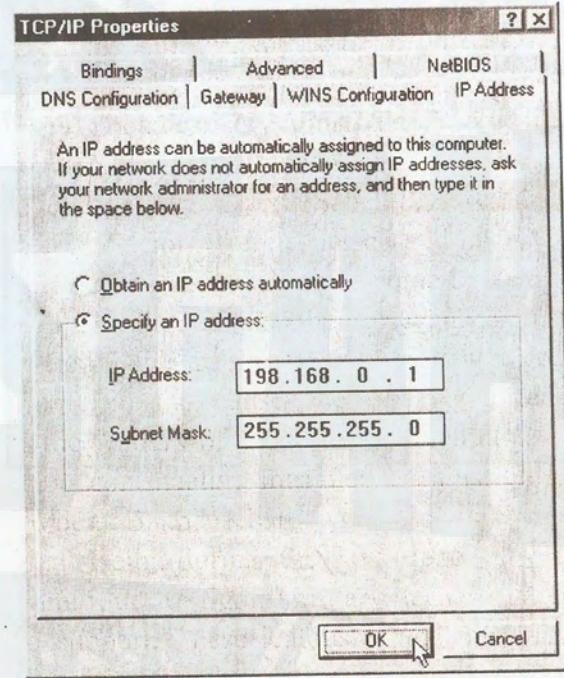 TCP/IP Properties ? X
Bindings Advanced NetBIOS
DNS Configuration Gateway WINS Configuration IP Address
An IP address can be automatically assigned to this computer.
If your network does not automatically assign IP addresses, ask
your network administrator for an address, and then type it in
the space below.
Obtain an IP address automatically
Specify an IP address:
IP Address: 198.168. 0 . 1
Subnet Mask: 255.255.255. 0
OK Cancel